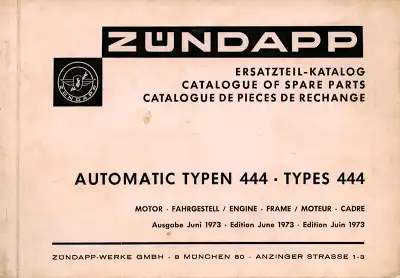 ZÜNDAPP
ZÜNDAPP
ERSATZTEIL-KATALOG
CATALOGUE OF SPARE PARTS
CATALOGUE DE PIECES DE RECHANGE
AUTOMATIC TYPEN 444 · TYPES 444
MOTOR · FAHRGESTELL / ENGINE · FRAME / MOTEUR · CADRE
Ausgabe Juni 1973 · Edition June 1973 · Edition Juin 1973
ZÜNDAPP-WERKE GMBH · 8 MÜNCHEN 80 · ANZINGER STRASSE 1-3